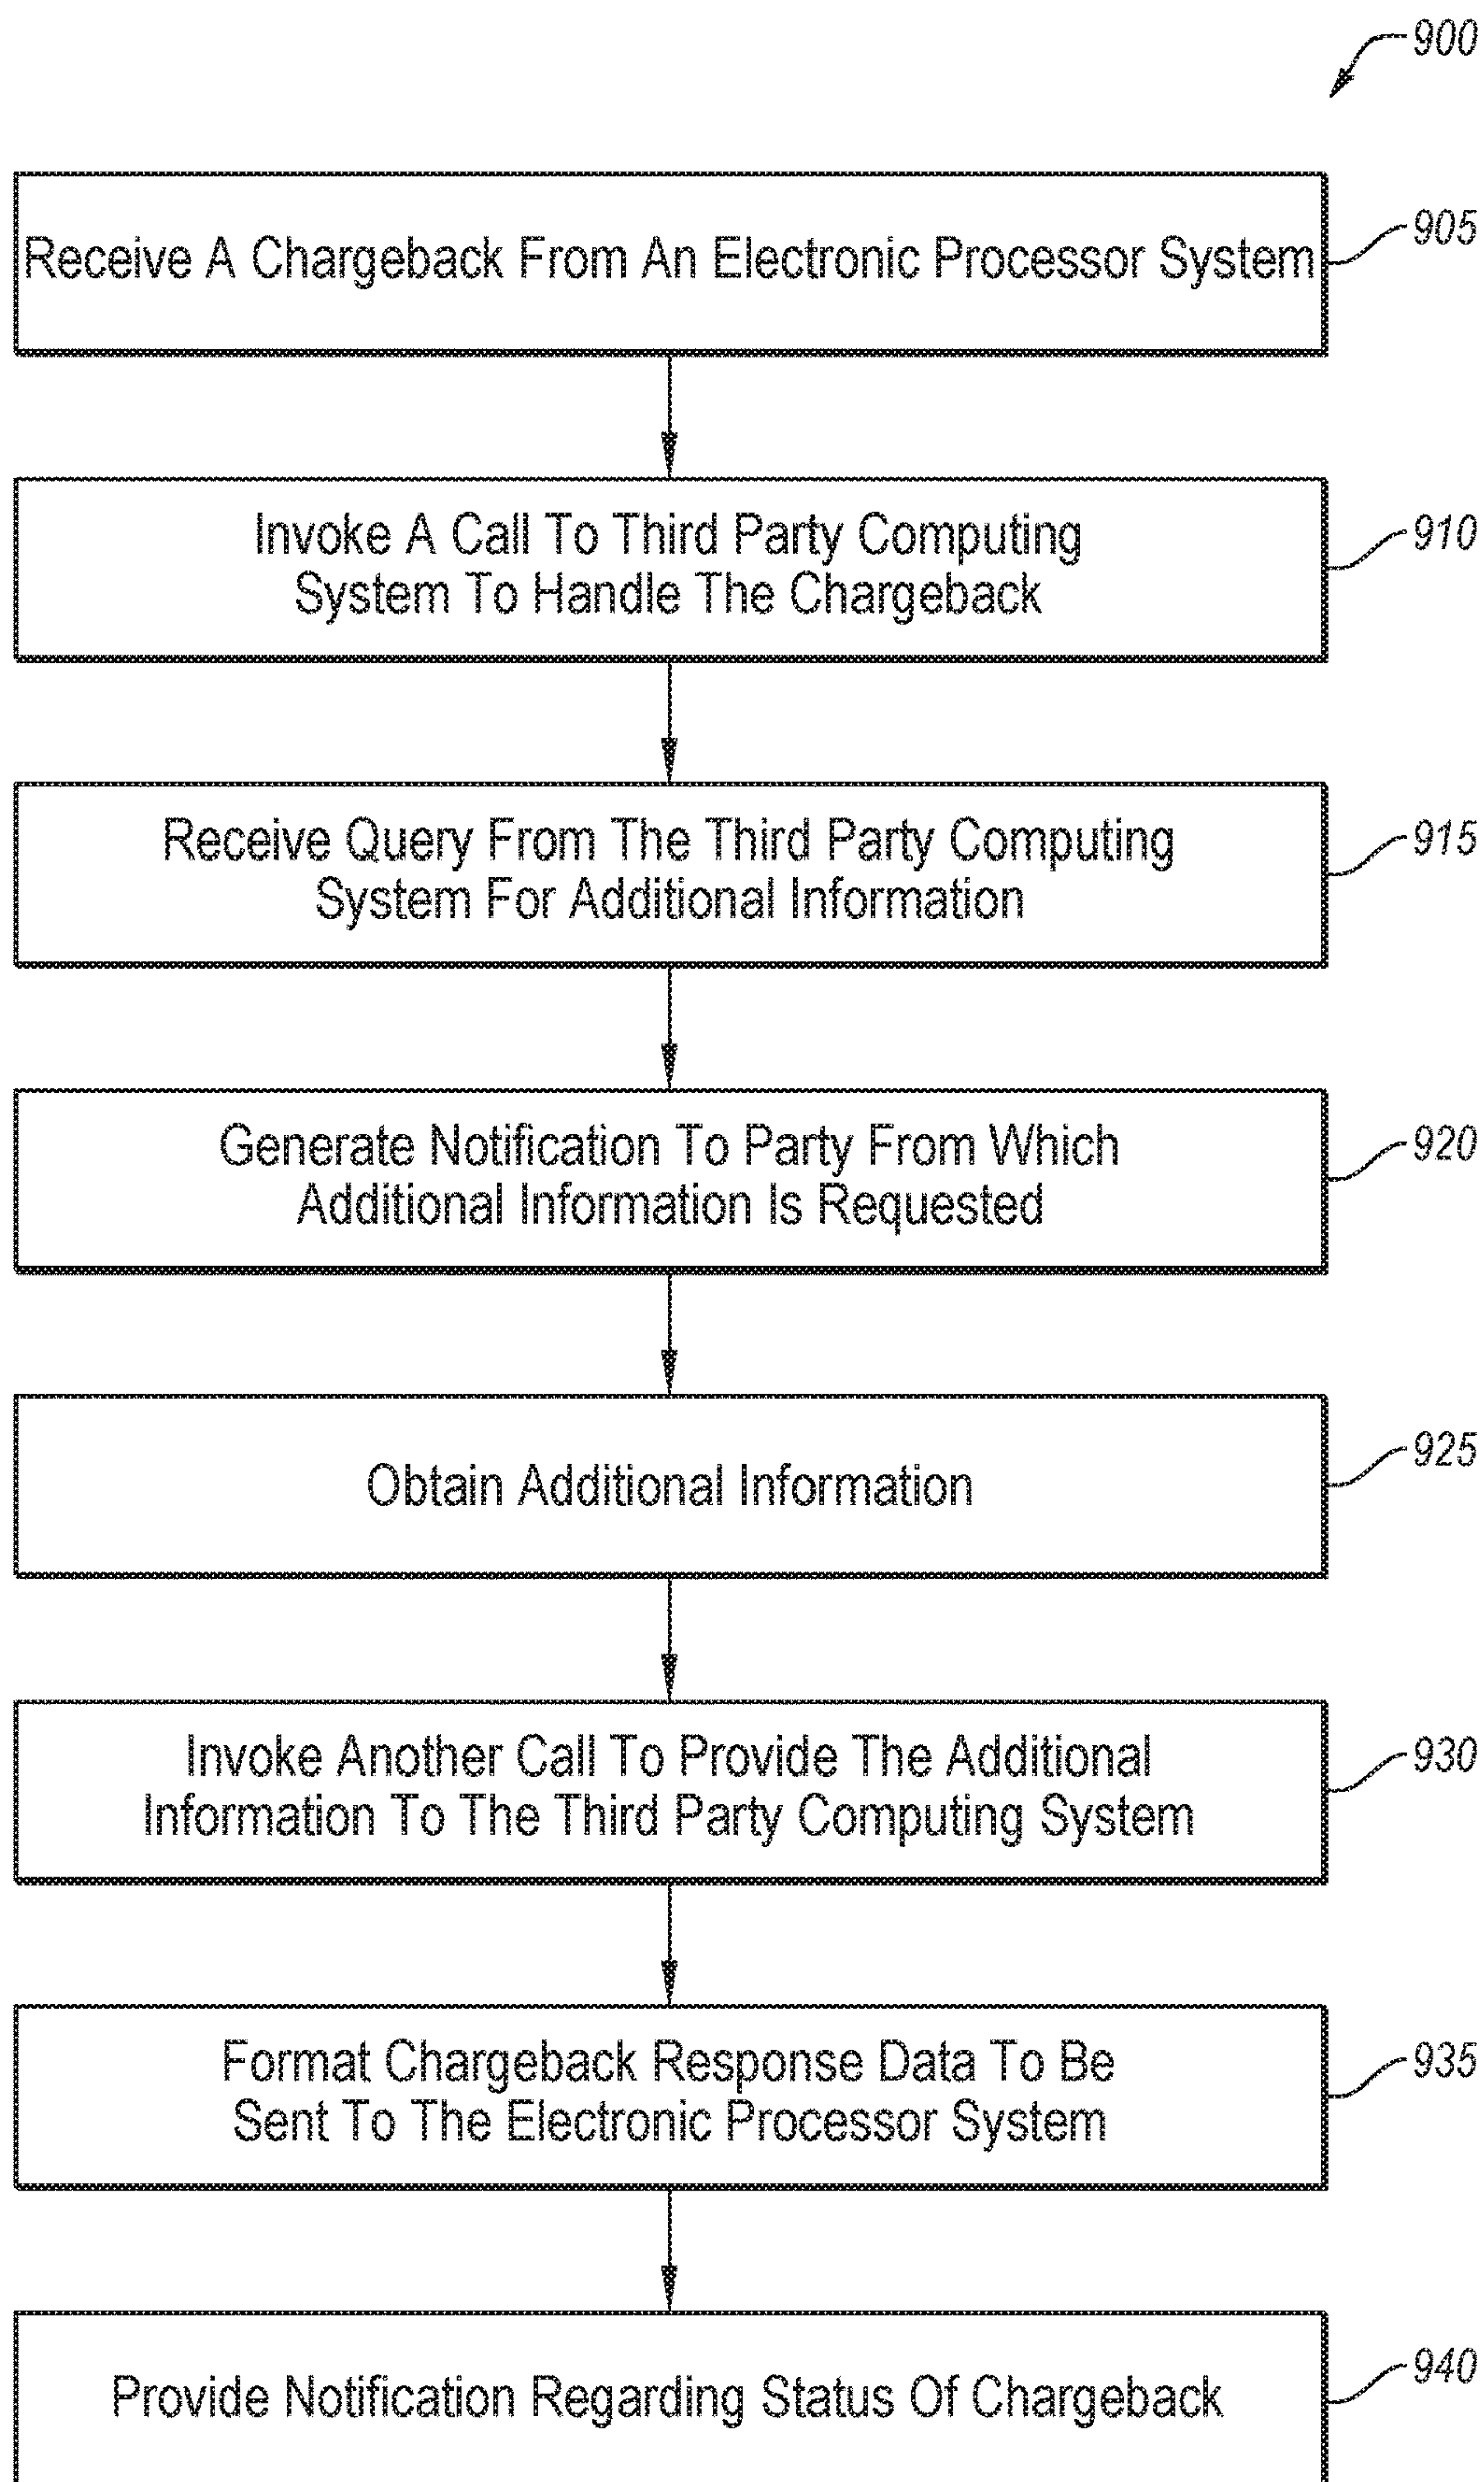 900
Receive A Chargeback From An Electronic Processor System
905
Invoke A Call To Third Party Computing
System To Handle The Chargeback
910
Receive Query From The Third Party Computing
System For Additional Information
915
Generate Notification To Party From Which
Additional Information Is Requested
920
Obtain Additional Information
925
Invoke Another Call To Provide The Additional
Information To The Third Party Computing System
930
Format Chargeback Response Data To Be
Sent To The Electronic Processor System
935
Provide Notification Regarding Status Of Chargeback
940